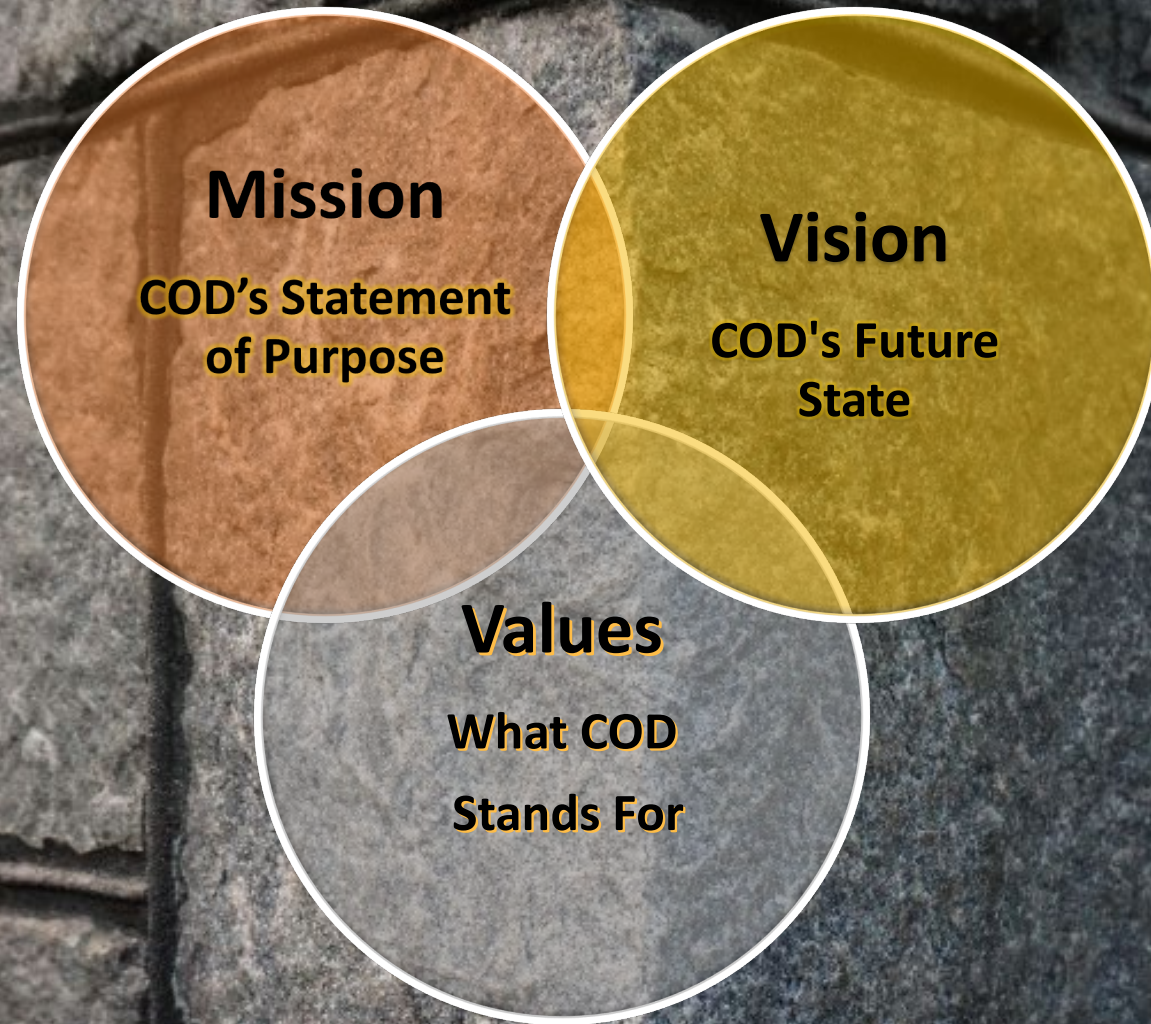 Mission
COD’s Statement
of Purpose
Vision
COD's Future
State
Values
What COD
Stands For